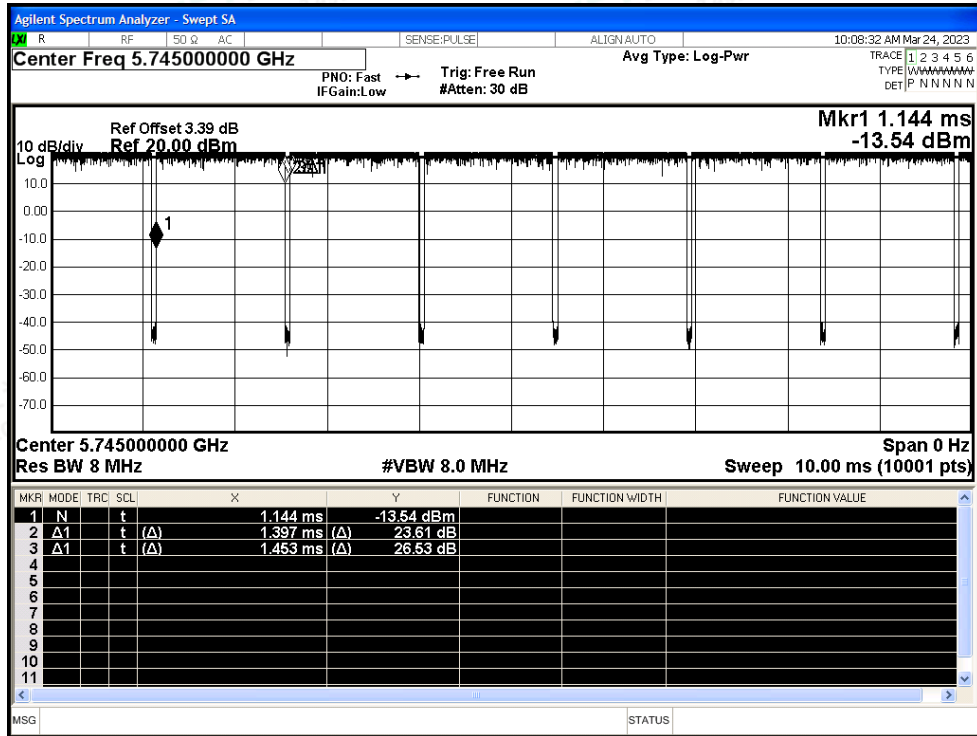 Agilent Spectrum Analyzer - Swept SA
LXI R RF 50 Ω AC SENSE:PULSE ALIGN AUTO 10:08:32 AM Mar 24, 2023
Center Freq 5.745000000 GHz Avg Type: Log-Pwr TRACE 1 2 3 4 5 6
PNO: Fast Trig: Free Run TYPE
IFGain:Low #Atten: 30 dB DET P N N N N N
Mkr1 1.144 ms
Ref Offset 3.39 dB
10 dB/div Ref 20.00 dBm -13.54 dBm
Log
10.0
0.00
-10.0
-20.0
-30.0
-40.0
-50.0
-60.0
-70.0
1
Center 5.745000000 GHz Span 0 Hz
Res BW 8 MHz #VBW 8.0 MHz Sweep 10.00 ms (10001 pts)
MKR MODE TRC SCL X Y FUNCTION FUNCTION WIDTH FUNCTION VALUE
1 N t 1.144 ms -13.54 dBm
2 Δ1 t (Δ) 1.397 ms (Δ) 23.61 dB
3 Δ1 t (Δ) 1.453 ms (Δ) 26.53 dB
4
5
6
7
8
9
10
11
MSG STATUS